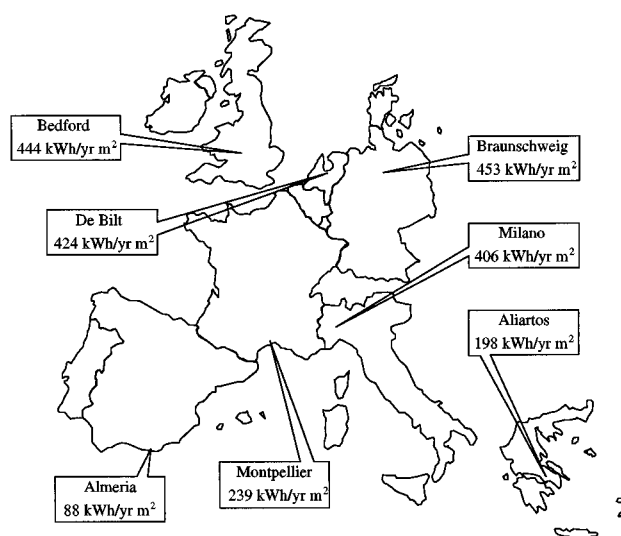 Bedford
444 kWh/yr m²
Braunschweig
453 kWh/yr m²
De Bilt
424 kWh/yr m²
Milano
406 kWh/yr m²
Aliartos
198 kWh/yr m²
Almeria
88 kWh/yr m²
Montpellier
239 kWh/yr m²